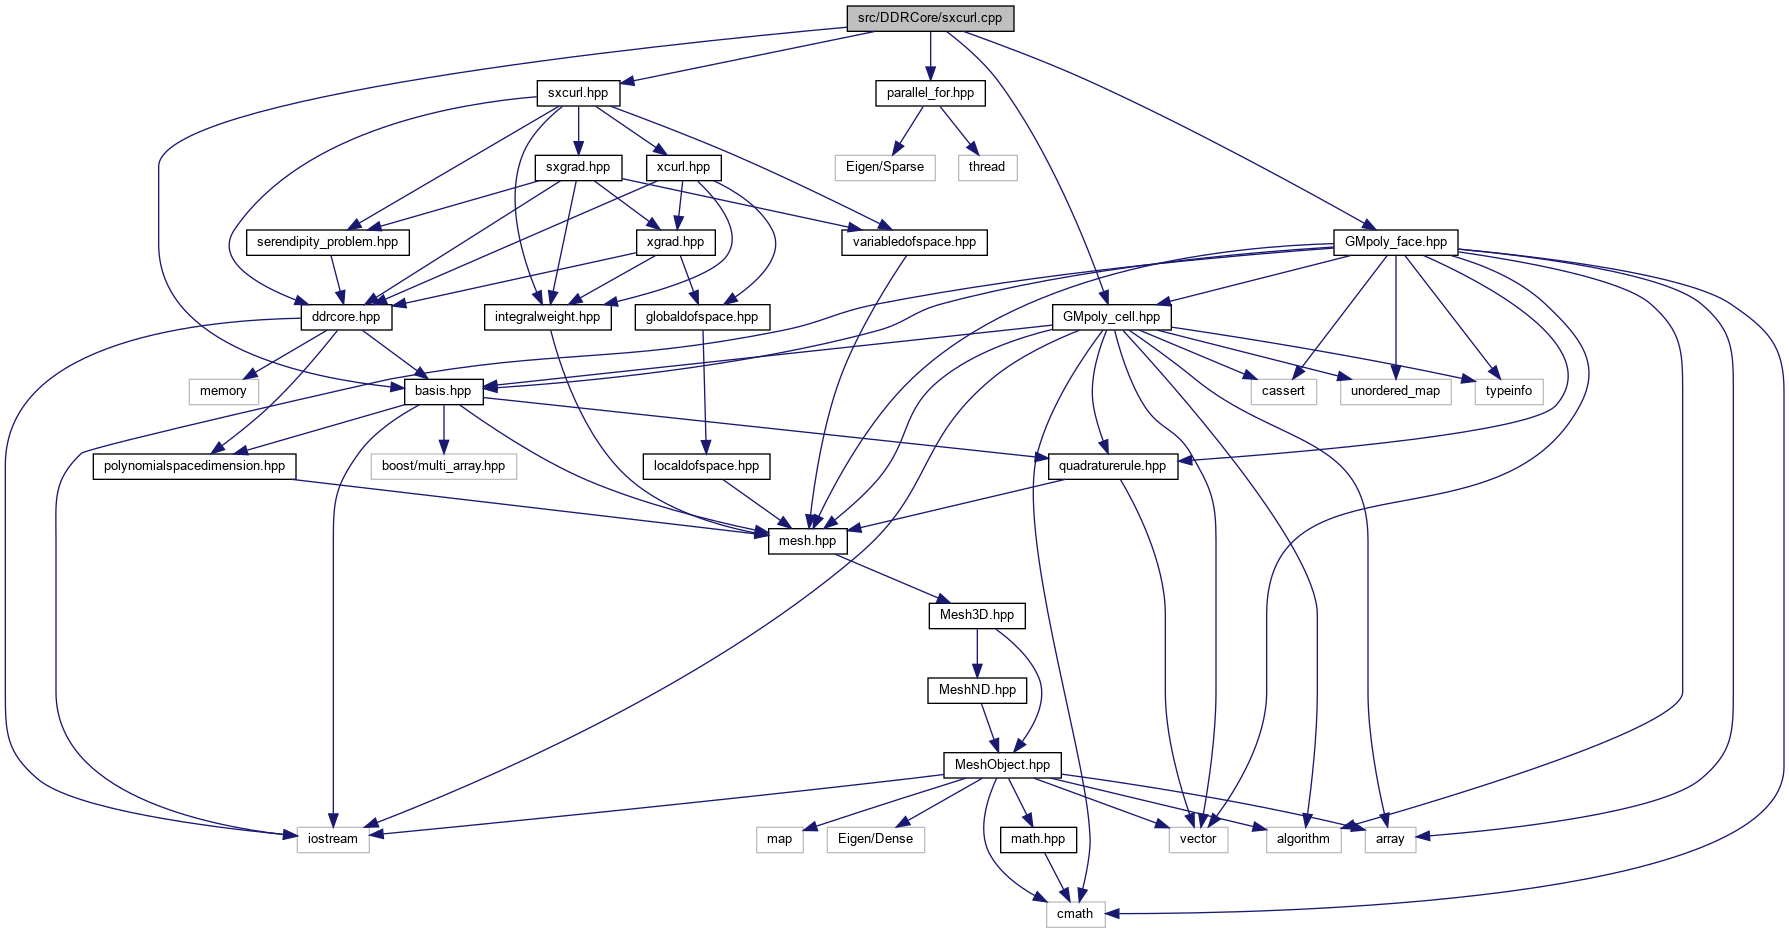 src/DDRCore/sxcurl.cpp
sxcurl.hpp
parallel_for.hpp
sxgrad.hpp
xcurl.hpp
Eigen/Sparse
thread
serendipity_problem.hpp
xgrad.hpp
variabledofspace.hpp
GMpoly_face.hpp
ddrcore.hpp
integralweight.hpp
globaldofspace.hpp
GMpoly_cell.hpp
memory
basis.hpp
cassert
unordered_map
typeinfo
polynomialspacedimension.hpp
boost/multi_array.hpp
localdofspace.hpp
quadraturerule.hpp
mesh.hpp
Mesh3D.hpp
MeshND.hpp
MeshObject.hpp
iostream
map
Eigen/Dense
math.hpp
vector
algorithm
array
cmath